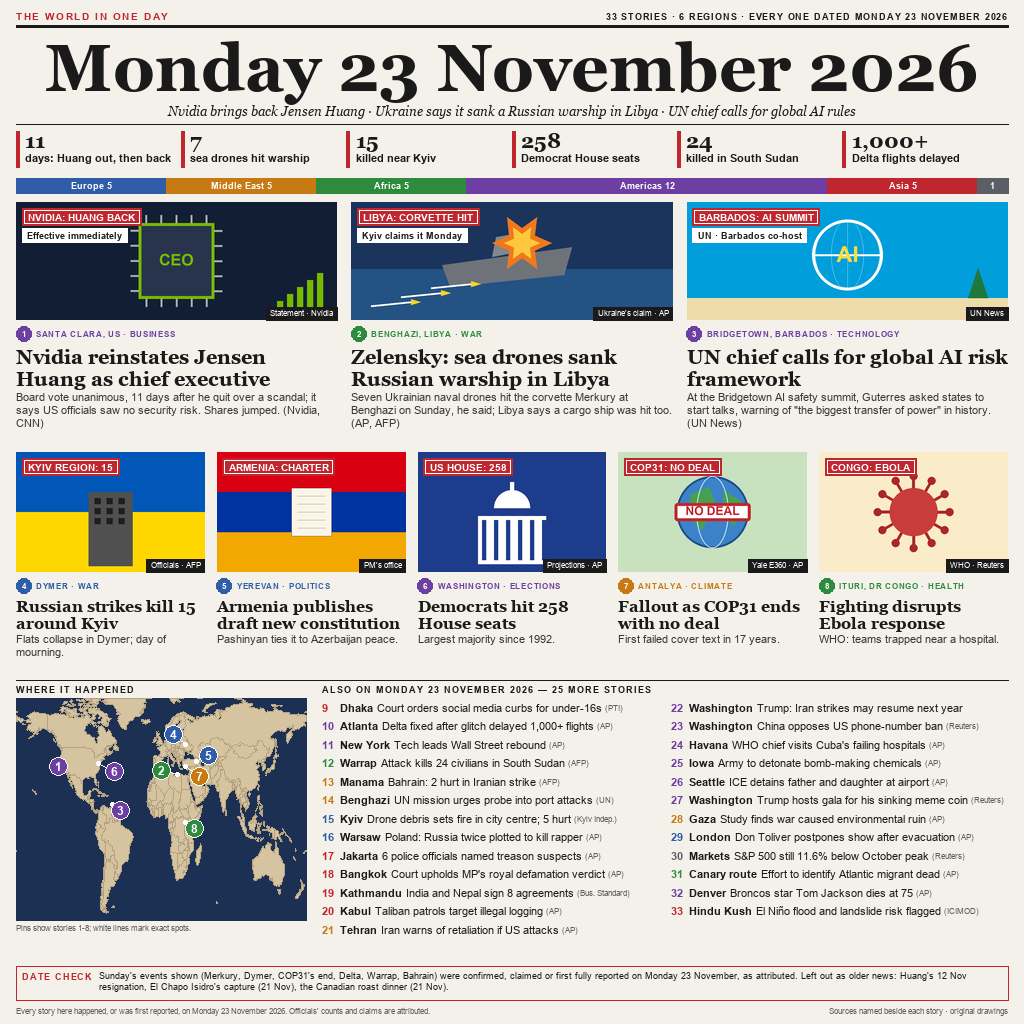 THE WORLD IN ONE DAY
33 STORIES · 6 REGIONS · EVERY ONE DATED MONDAY 23 NOVEMBER 2026
Monday 23 November 2026
Nvidia brings back Jensen Huang · Ukraine says it sank a Russian warship in Libya · UN chief calls for global AI rules
11
days: Huang out, then back
7
sea drones hit warship
15
killed near Kyiv
258
Democrat House seats
24
killed in South Sudan
1,000+
Delta flights delayed
Europe 5
Middle East 5
Africa 5
Americas 12
Asia 5
1
NVIDIA: HUANG BACK
Effective immediately
CEO
Statement · Nvidia
LIBYA: CORVETTE HIT
Kyiv claims it Monday
Ukraine's claim · AP
BARBADOS: AI SUMMIT
UN · Barbados co-host
AI
UN News
1 SANTA CLARA, US · BUSINESS
Nvidia reinstates Jensen
Huang as chief executive
Board vote unanimous, 11 days after he quit over a scandal; it
says US officials saw no security risk. Shares jumped. (Nvidia,
CNN)
2 BENGHAZI, LIBYA · WAR
Zelensky: sea drones sank
Russian warship in Libya
Seven Ukrainian naval drones hit the corvette Merkury at
Benghazi on Sunday, he said; Libya says a cargo ship was hit too.
(AP, AFP)
3 BRIDGETOWN, BARBADOS · TECHNOLOGY
UN chief calls for global AI risk
framework
At the Bridgetown AI safety summit, Guterres asked states to
start talks, warning of "the biggest transfer of power" in history.
(UN News)
KYIV REGION: 15
Officials · AFP
ARMENIA: CHARTER
PM's office
US HOUSE: 258
Projections · AP
COP31: NO DEAL
NO DEAL
Yale E360 · AP
CONGO: EBOLA
WHO · Reuters
4 DYMER · WAR
Russian strikes kill 15
around Kyiv
Flats collapse in Dymer; day of
mourning.
5 YEREVAN · POLITICS
Armenia publishes
draft new constitution
Pashinyan ties it to Azerbaijan peace.
6 WASHINGTON · ELECTIONS
Democrats hit 258
House seats
Largest majority since 1992.
7 ANTALYA · CLIMATE
Fallout as COP31 ends
with no deal
First failed cover text in 17 years.
8 ITURI, DR CONGO · HEALTH
Fighting disrupts
Ebola response
WHO: teams trapped near a hospital.
WHERE IT HAPPENED
1
2
3
4
5
6
7
8
Pins show stories 1-8; white lines mark exact spots.
ALSO ON MONDAY 23 NOVEMBER 2026 — 25 MORE STORIES
9 Dhaka Court orders social media curbs for under-16s (PTI)
10 Atlanta Delta fixed after glitch delayed 1,000+ flights (AP)
11 New York Tech leads Wall Street rebound (AP)
12 Warrap Attack kills 24 civilians in South Sudan (AFP)
13 Manama Bahrain: 2 hurt in Iranian strike (AFP)
14 Benghazi UN mission urges probe into port attacks (UN)
15 Kyiv Drone debris sets fire in city centre; 5 hurt (Kyiv Indep.)
16 Warsaw Poland: Russia twice plotted to kill rapper (AP)
17 Jakarta 6 police officials named treason suspects (AP)
18 Bangkok Court upholds MP's royal defamation verdict (AP)
19 Kathmandu India and Nepal sign 8 agreements (Bus. Standard)
20 Kabul Taliban patrols target illegal logging (AP)
21 Tehran Iran warns of retaliation if US attacks (AP)
22 Washington Trump: Iran strikes may resume next year
23 Washington China opposes US phone-number ban (Reuters)
24 Havana WHO chief visits Cuba's failing hospitals (AP)
25 Iowa Army to detonate bomb-making chemicals (AP)
26 Seattle ICE detains father and daughter at airport (AP)
27 Washington Trump hosts gala for his sinking meme coin (Reuters)
28 Gaza Study finds war caused environmental ruin (AP)
29 London Don Toliver postpones show after evacuation (AP)
30 Markets S&P 500 still 11.6% below October peak (Reuters)
31 Canary route Effort to identify Atlantic migrant dead (AP)
32 Denver Broncos star Tom Jackson dies at 75 (AP)
33 Hindu Kush El Niño flood and landslide risk flagged (ICIMOD)
DATE CHECK
Sunday's events shown (Merkury, Dymer, COP31's end, Delta, Warrap, Bahrain) were confirmed, claimed or first fully reported on Monday 23 November, as attributed. Left out as older news: Huang's 12 Nov
resignation, El Chapo Isidro's capture (21 Nov), the Canadian roast dinner (21 Nov).
Every story here happened, or was first reported, on Monday 23 November 2026. Officials' counts and claims are attributed.
Sources named beside each story · original drawings